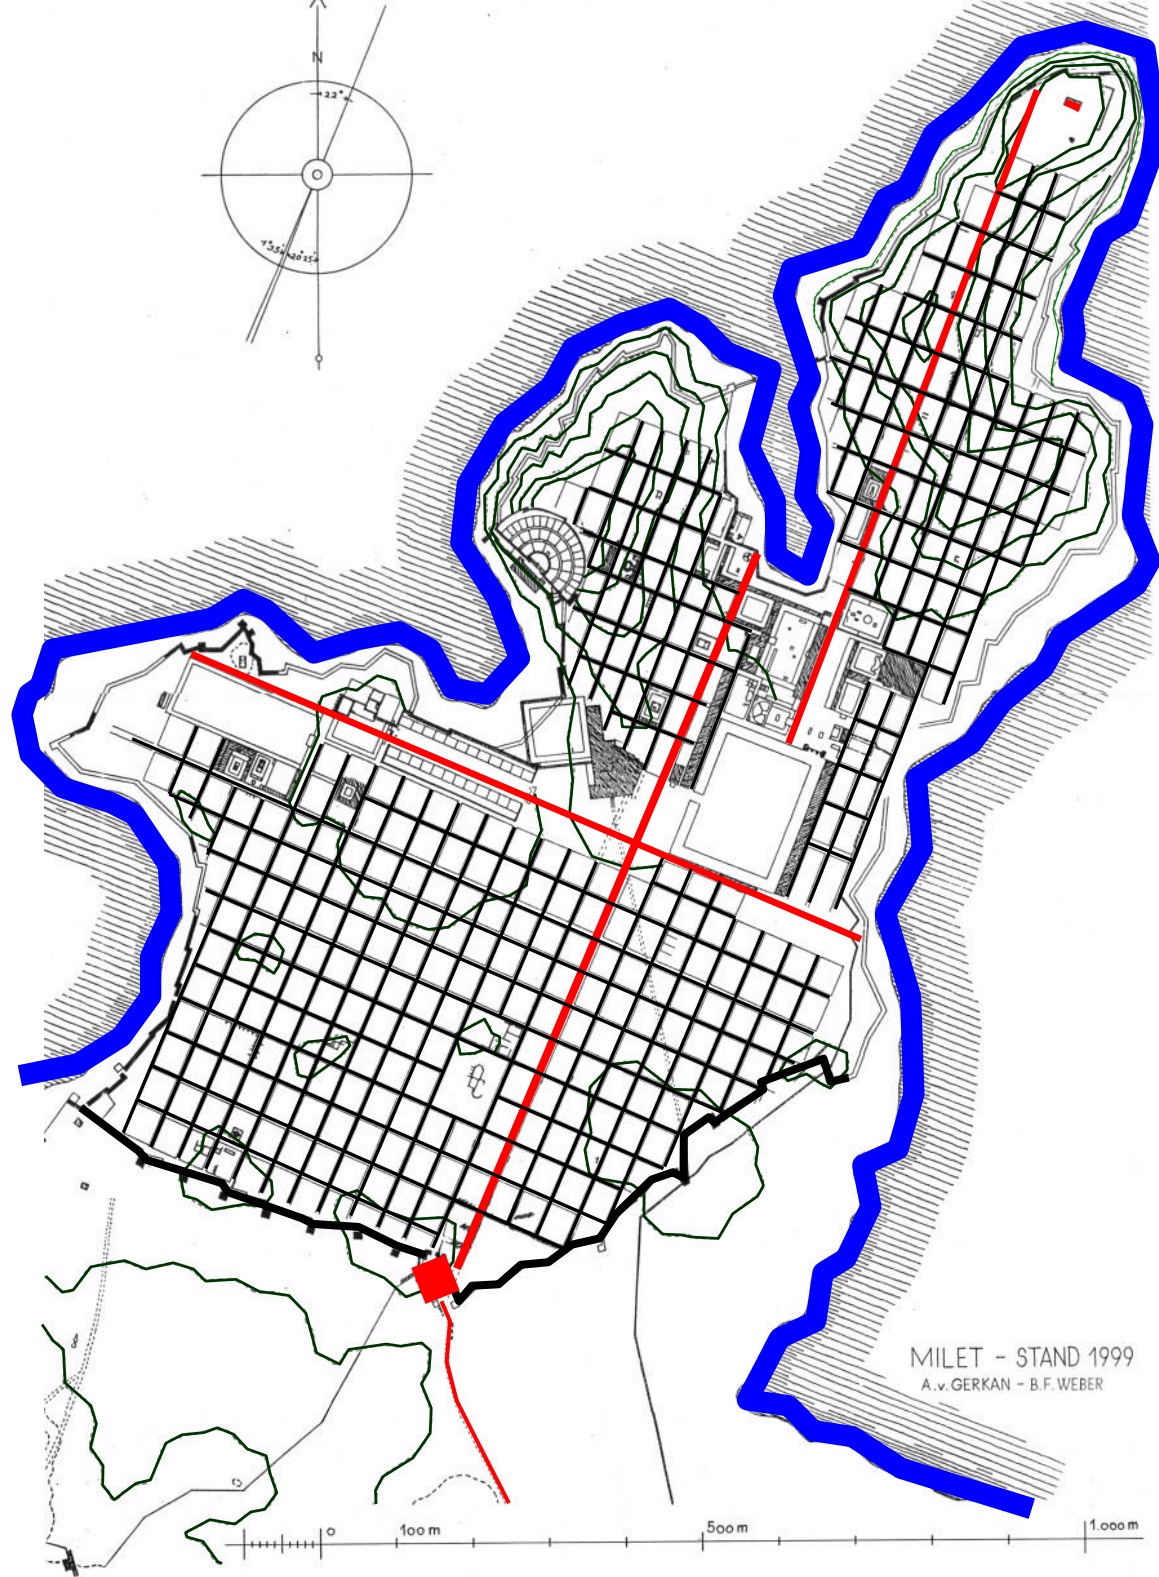 N
22°
MILET - STAND 1999
A.v. GERKAN - B.F. WEBER
0 100 m 500 m 1.000 m